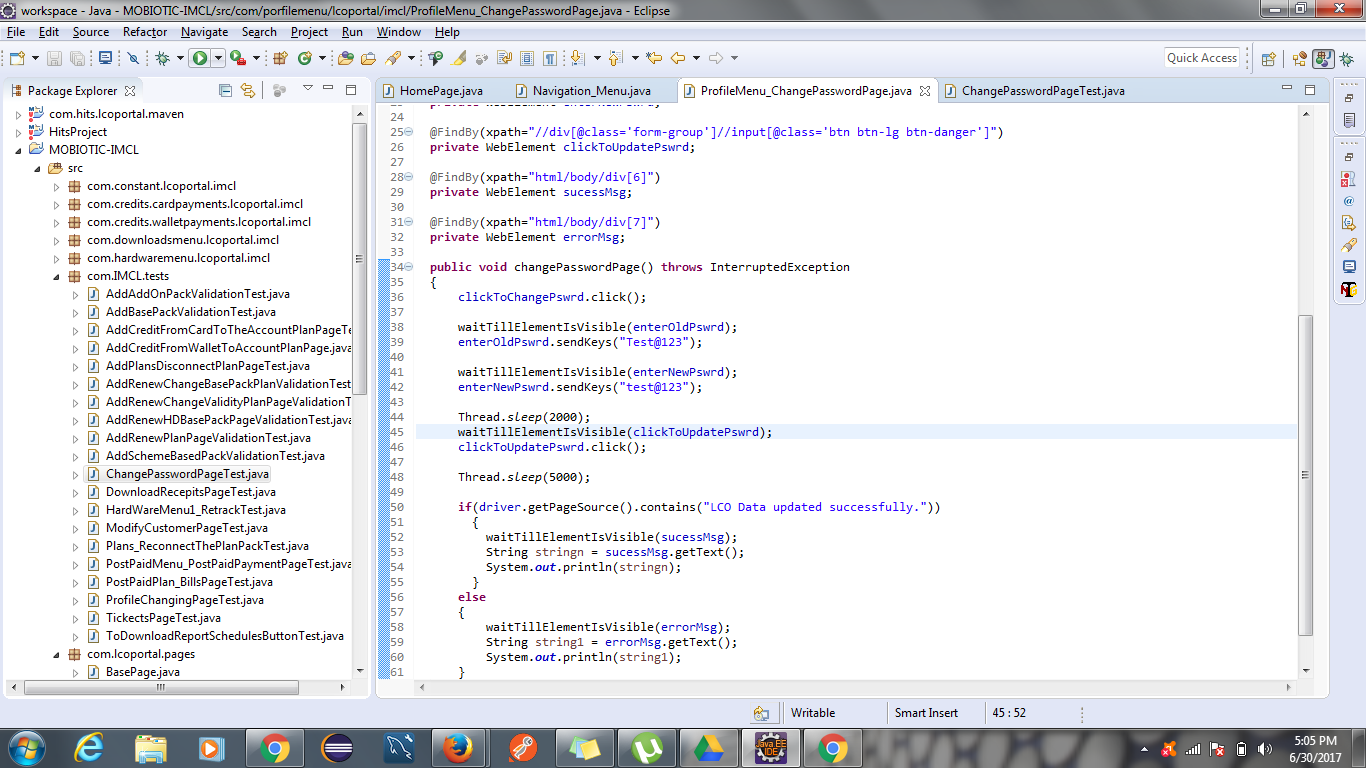 workspace - Java - MOBIOTIC-IMCL/src/com/porfilemenu/lcoportal/imcl/ProfileMenu_ChangePasswordPage.java - Eclipse
File Edit Source Refactor Navigate Search Project Run Window Help
Quick Access
Package Explorer
HomePage.java Navigation_Menu.java ProfileMenu_ChangePasswordPage.java ChangePasswordPageTest.java
com.hits.lcoportal.maven
HitsProject
MOBIOTIC-IMCL
src
com.constant.lcoportal.imcl
com.credits.cardpayments.lcoportal.imcl
com.credits.walletpayments.lcoportal.imcl
com.downloadsmenu.lcoportal.imcl
com.hardwaremenu.lcoportal.imcl
com.IMCL.tests
AddAddOnPackValidationTest.java
AddBasePackValidationTest.java
AddCreditFromCardToTheAccountPlanPageTe
AddCreditFromWalletToAccountPlanPage.java
AddPlansDisconnectPlanPageTest.java
AddRenewChangeBasePackPlanValidationTest
AddRenewChangeValidityPlanPageValidationT
AddRenewHDBasePackPageValidationTest.java
AddRenewPlanPageValidationTest.java
AddSchemeBasedPackValidationTest.java
ChangePasswordPageTest.java
DownloadRecepitsPageTest.java
HardWareMenu1_RetrackTest.java
ModifyCustomerPageTest.java
Plans_ReconnectThePlanPackTest.java
PostPaidMenu_PostPaidPaymentPageTest.java
PostPaidPlan_BillsPageTest.java
ProfileChangingPageTest.java
TickectsPageTest.java
ToDownloadReportSchedulesButtonTest.java
com.lcoportal.pages
BasePage.java
24
25 @FindBy(xpath="//div[@class='form-group']//input[@class='btn btn-lg btn-danger']")
26 private WebElement clickToUpdatePswrd;
27
28 @FindBy(xpath="html/body/div[6]")
29 private WebElement sucessMsg;
30
31 @FindBy(xpath="html/body/div[7]")
32 private WebElement errorMsg;
33
34 public void changePasswordPage() throws InterruptedException
35 {
36 clickToChangePswrd.click();
37
38 waitTillElementIsVisible(enterOldPswrd);
39 enterOldPswrd.sendKeys("Test@123");
40
41 waitTillElementIsVisible(enterNewPswrd);
42 enterNewPswrd.sendKeys("test@123");
43
44 Thread.sleep(2000);
45 waitTillElementIsVisible(clickToUpdatePswrd);
46 clickToUpdatePswrd.click();
47
48 Thread.sleep(5000);
49
50 if(driver.getPageSource().contains("LCO Data updated successfully."))
51 {
52 waitTillElementIsVisible(sucessMsg);
53 String stringn = sucessMsg.getText();
54 System.out.println(stringn);
55 }
56 else
57 {
58 waitTillElementIsVisible(errorMsg);
59 String string1 = errorMsg.getText();
60 System.out.println(string1);
61 }
Writable Smart Insert 45 : 52
Java EE IDE
5:05 PM
6/30/2017